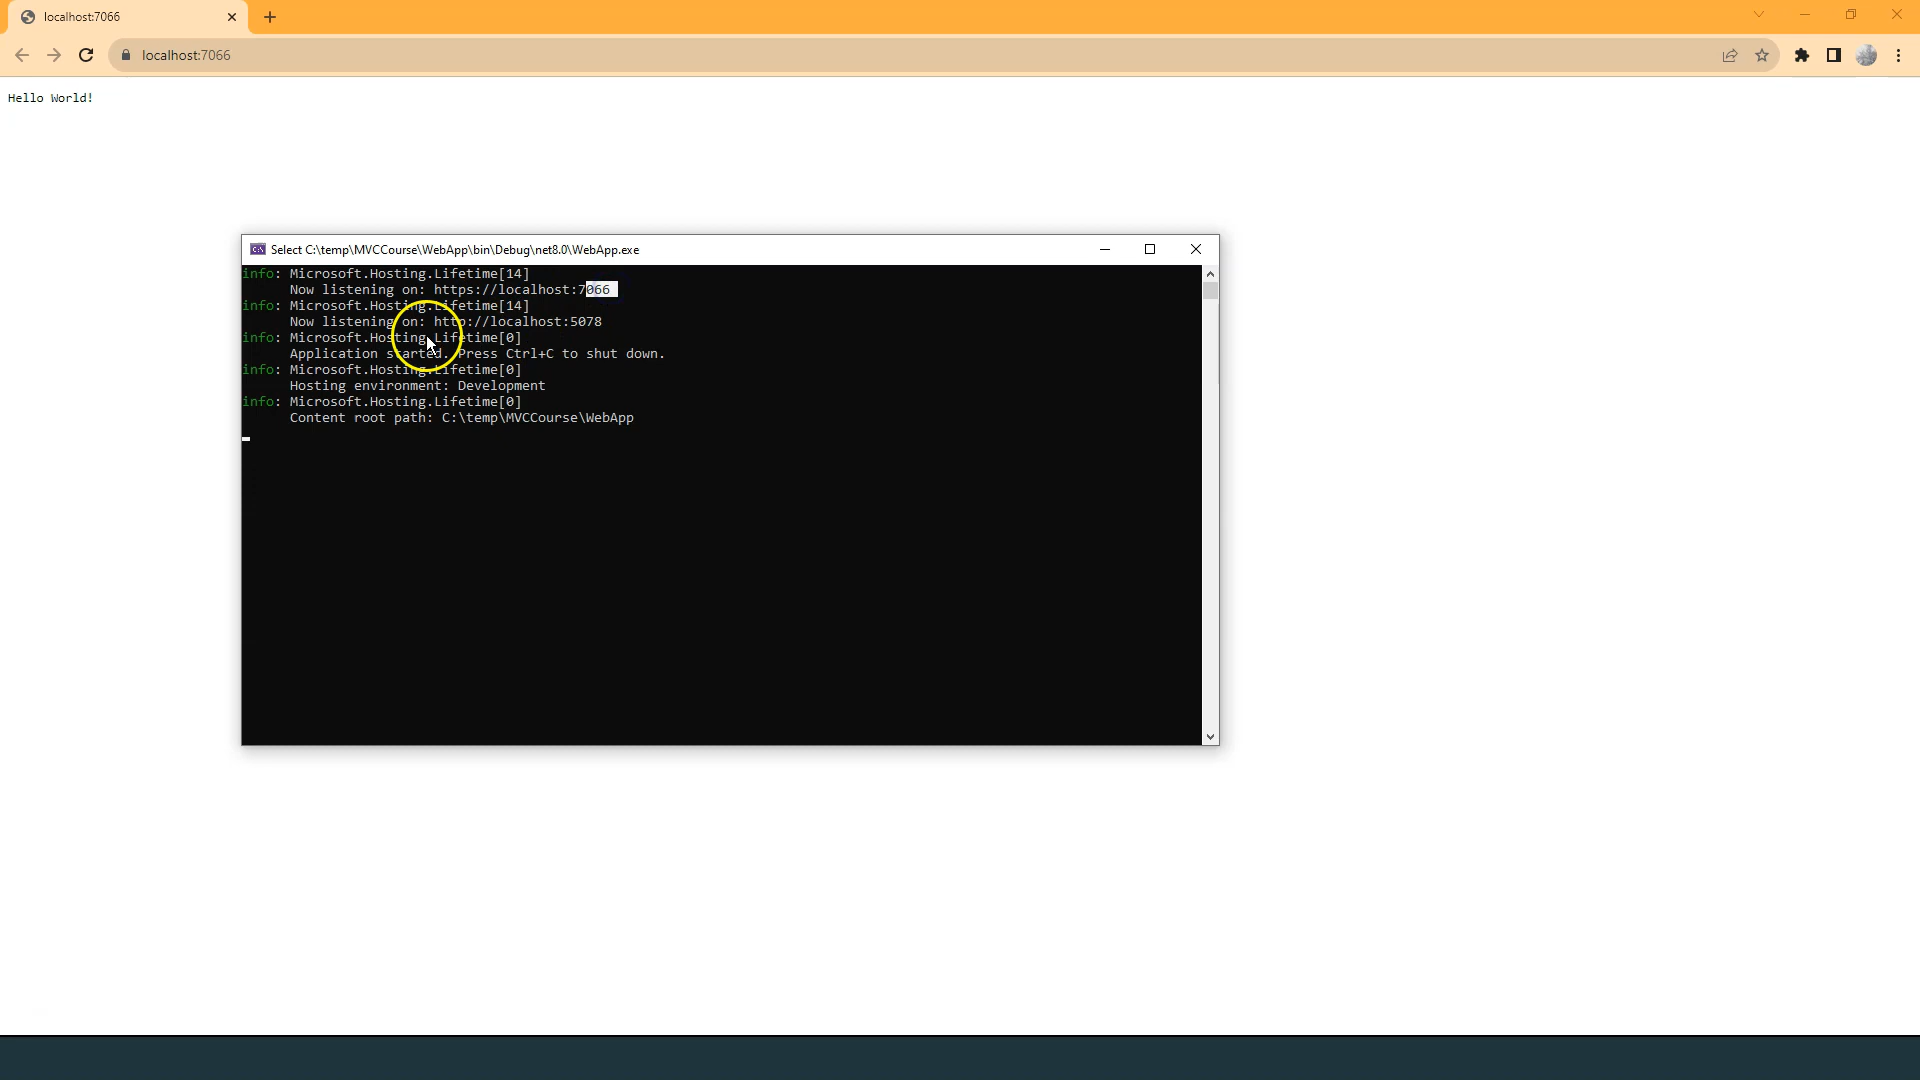 localhost:7066
localhost:7066
Hello World!
Select C:\temp\MVCCourse\WebApp\bin\Debug\net8.0\WebApp.exe
info: Microsoft.Hosting.Lifetime[14]
Now listening on: https://localhost:7066
info: Microsoft.Hosting.Lifetime[14]
Now listening on: http://localhost:5078
info: Microsoft.Hosting.Lifetime[0]
Application started. Press Ctrl+C to shut down.
info: Microsoft.Hosting.Lifetime[0]
Hosting environment: Development
info: Microsoft.Hosting.Lifetime[0]
Content root path: C:\temp\MVCCourse\WebApp